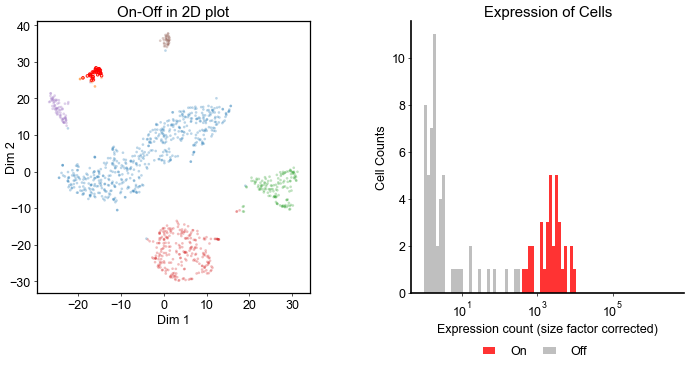 On-Off in 2D plot
40
30
20
10
0
−10
−20
−30
Dim 2
−20 −10 0 10 20 30
Dim 1
Expression of Cells
10
8
6
4
2
0
Cell Counts
10^1 10^3 10^5
Expression count (size factor corrected)
On Off